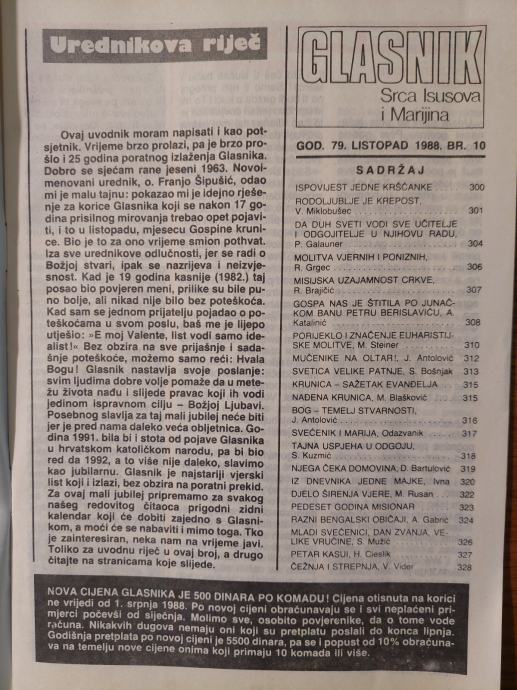 Urednikova riječ
Ovaj uvodnik moram napisati i kao pot-
sjetnik. Vrijeme brzo prolazi, pa je brzo pro-
šlo i 25 godina poratnog izlaženja Glasnika.
Dobro se sjećam rane jeseni 1963. Novoi-
menovani urednik, o. Franjo Šipušić, odao
mi je malu tajnu: pokazao mi je idejno rješe-
nje za korice Glasnika koji se nakon 17 go-
dina prisilnog mirovanja trebao opet pojavi-
ti, i to u listopadu, mjesecu Gospine kruni-
ce. Bio je to za ono vrijeme smion pothvat.
Iza sve urednikove odlučnosti, jer se radi o
Božjoj stvari, ipak se nazrijeva i neizvje-
snost. Kad je 19 godina kasnije (1982.) taj
posao bio povjeren meni, prilike su bile pu-
no bolje, ali nikad nije bilo bez poteškoća.
Kad sam se jednom prijatelju pojadao o po-
teškoćama u svom poslu, baš me je lijepo
utješio: »E moj Valente, list vodi samo ide-
alist!« Bez obzira na sve prijašnje i sada-
šnje poteškoće, možemo samo reći: Hvala
Bogu! Glasnik nastavlja svoje poslanje:
svim ljudima dobre volje pomaže da u mete-
žu života nađu i slijede pravac koji ih vodi
jedinom ispravnom cilju – Božjoj Ljubavi.
Posebnog slavlja za taj mali jubilej neće biti
jer je pred nama daleko veća obljetnica. Go-
dina 1991. bila bi i stota od pojave Glasnika
u hrvatskom katoličkom narodu, pa bi bio
red da 1992, a to više nije daleko, slavimo
kao jubilarnu. Glasnik je najstariji vjerski
list koji i izlazi, bez obzira na poratni prekid.
Za ovaj mali jubilej pripremamo za svakog
našeg redovitog čitaoca prigodni zidni
kalendar koji će dobiti zajedno s Glasni-
kom, a moći će se nabaviti i mimo toga. Tko
je zainteresiran, neka nam na vrijeme javi.
Toliko za uvodnu riječ u ovaj broj, a drugo
čitajte na stranicama koje slijede.
GLASNIK
Srca Isusova
i Marijina
GOD. 79. LISTOPAD 1988. BR. 10
SADRŽAJ
ISPOVIJEST JEDNE KRŠĆANKE 300
RODOLJUBLJE JE KREPOST,
V. Miklobušec 301
DA DUH SVETI VODI SVE UČITELJE
I ODGOJITELJE U NJIHOVU RADU,
P. Galauner 304
MOLITVA VJERNIH I PONIZNIH,
R. Grgec 306
MISIJSKA UZAJAMNOST CRKVE,
R. Brajičić 307
GOSPA NAS JE ŠTITILA PO JUNAČ-
KOM BANU PETRU BERISLAVIĆU, A.
Katalinić 308
PORIJEKLO I ZNAČENJE EUHARISTIJ-
SKE MOLITVE, M. Steiner 310
MUČENIKE NA OLTAR!, J. Antolović 312
SVETICA VELIKE PATNJE, S. Bošnjak 313
KRUNICA – SAŽETAK EVANĐELJA 315
NAĐENA KRUNICA, M. Blašković 315
BOG – TEMELJ STVARNOSTI,
J. Antolović 316
SVEĆENIK I MARIJA, Odazvanik 317
TAJNA USPJEHA U ODGOJU,
S. Kuzmić 318
NJEGA ČEKA DOMOVINA, D. Bartulović 319
IZ DNEVNIKA JEDNE MAJKE, Ivna 320
DJELO ŠIRENJA VJERE, M. Rusan 322
PEDESET GODINA MISIONAR 323
RAZNI BENGALSKI OBIČAJI, A. Gabrić 324
MLADI SVEĆENICI, DAN ZVANJA, VE-
LIKE VRUĆINE, S. Mužić 326
PETAR KASUI, H. Cieslik 327
ČEŽNJA I STREPNJA, V. Vider 328
NOVA CIJENA GLASNIKA JE 500 DINARA PO KOMADU! Cijena otisnuta na korici
ne vrijedi od 1. srpnja 1988. Po novoj cijeni obračunavaju se i svi neplaćeni pri-
mjerci počevši od siječnja. Molimo sve, osobito povjerenike, da o tome vode
računa. Nikakvih dugova nemaju oni koji su pretplatu poslali do konca lipnja.
Godišnja pretplata po novoj cijeni je 5500 dinara, pa se i popust od 10% obračuna-
va na temelju nove cijene onima koji primaju 10 komada ili više.